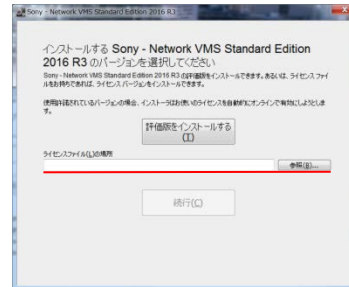 Sony - Network VMS Standard Edition 2016 R3
インストールする Sony - Network VMS Standard Edition
2016 R3 のバージョンを選択してください
Sony - Network VMS Standard Edition 2016 R3 の評価版をインストールできます。あるいは、ライセンス ファイ
ルをお持ちであれば、ライセンス バージョンをインストールできます。
使用許諾されているバージョンの場合、インストーラはお使いのライセンスを自動的にオンラインで有効にしようとしま
す。
評価版をインストールする
(I)
ライセンスファイル(L)の場所
参照(B)...
続行(C)